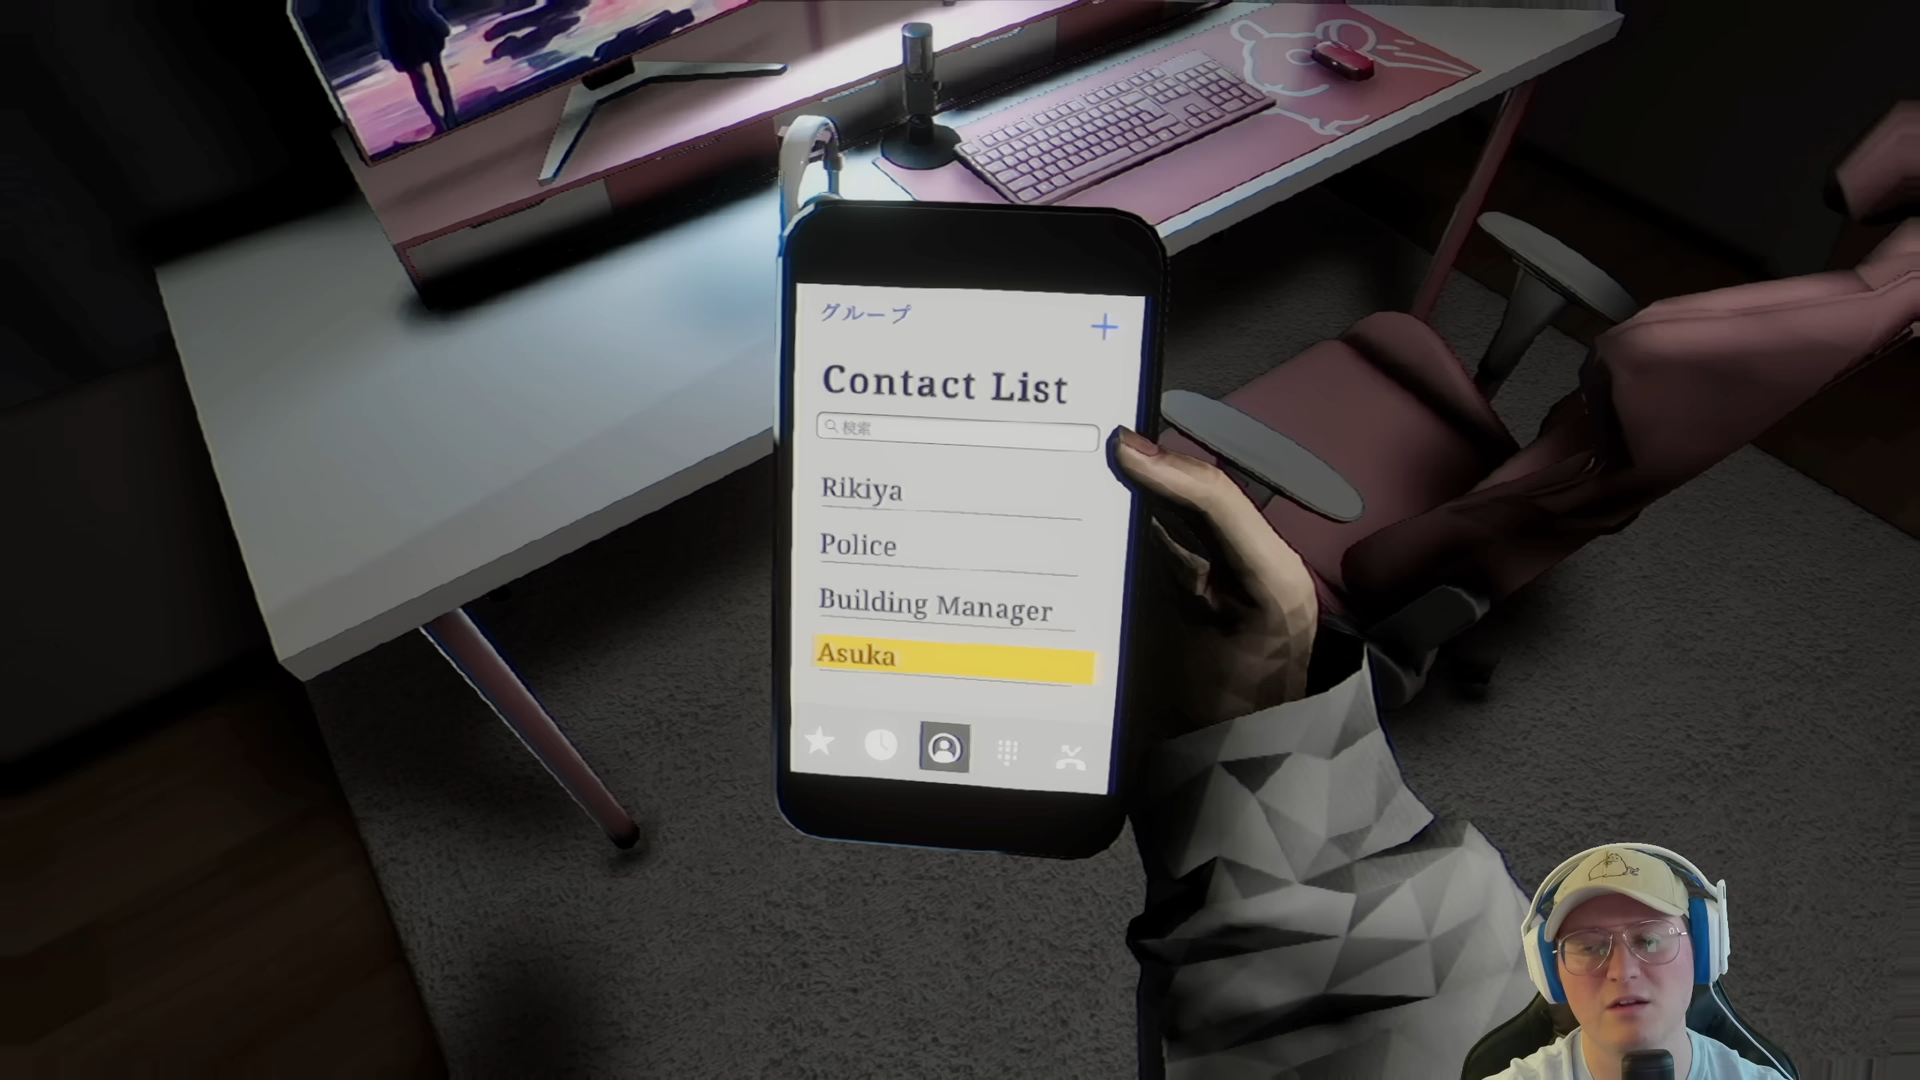 グループ
Contact List
検索
Rikiya
Police
Building Manager
Asuka